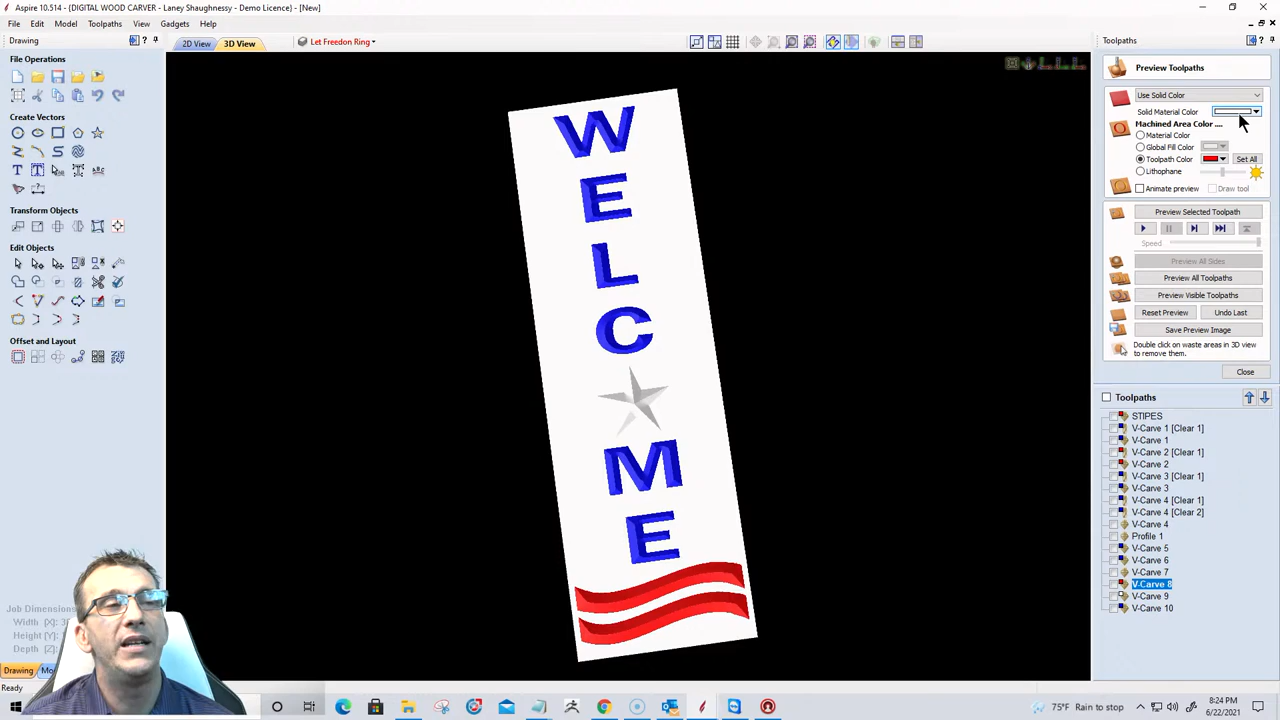 Aspire 10.514 - (DIGITAL WOOD CARVER - Laney Shaughnessy - Demo Licence) - [New]
File Edit Model Toolpaths View Gadgets Help
Drawing
2D View 3D View Let Freedon Ring
Toolpaths
File Operations
Create Vectors
Transform Objects
Edit Objects
Offset and Layout
W
E
L
C
M
E
Preview Toolpaths
Use Solid Color
Solid Material Color
Machined Area Color ....
Material Color
Global Fill Color
Toolpath Color Set All
Lithophane
Animate preview Draw tool
Preview Selected Toolpath
Speed
Preview All Sides
Preview All Toolpaths
Preview Visible Toolpaths
Reset Preview Undo Last
Save Preview Image
Double click on waste areas in 3D view
to remove them.
Close
Toolpaths
STIPES
V-Carve 1 [Clear 1]
V-Carve 1
V-Carve 2 [Clear 1]
V-Carve 2
V-Carve 3 [Clear 1]
V-Carve 3
V-Carve 4 [Clear 1]
V-Carve 4 [Clear 2]
V-Carve 4
Profile 1
V-Carve 5
V-Carve 6
V-Carve 7
V-Carve 8
V-Carve 9
V-Carve 10
Job Dimensions
Width (X)
Height (Y)
Depth (Z)
Drawing Mo
Ready
75°F Rain to stop
8:24 PM
6/22/2021